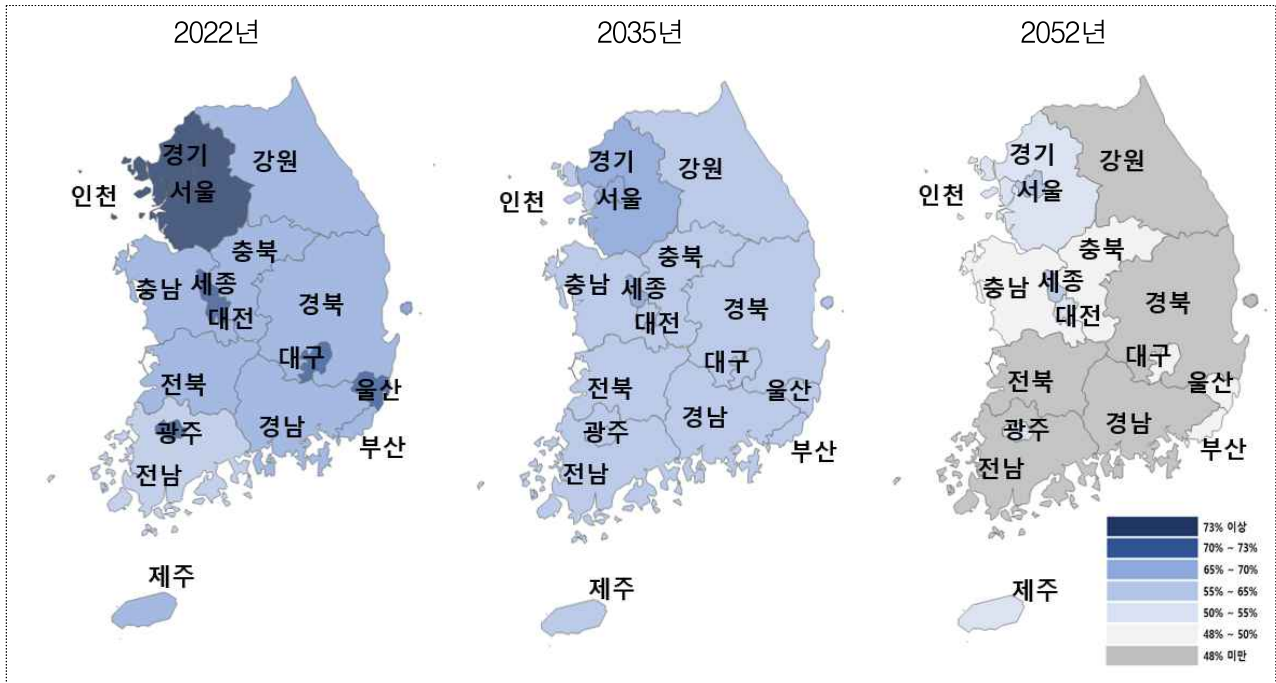 2022년
경기
강원
서울
인천
충북
세종
충남
경북
대전
대구
전북
울산
광주
경남
부산
전남
제주
2035년
경기
강원
서울
인천
충북
충남
세종
경북
대전
대구
전북
울산
경남
광주
부산
전남
제주
2052년
경기
강원
서울
인천
충북
세종
충남
경북
대전
대구
전북
울산
경남
광주
부산
전남
제주
73% 이상
70% ~ 73%
65% ~ 70%
55% ~ 65%
50% ~ 55%
48% ~ 50%
48% 미만